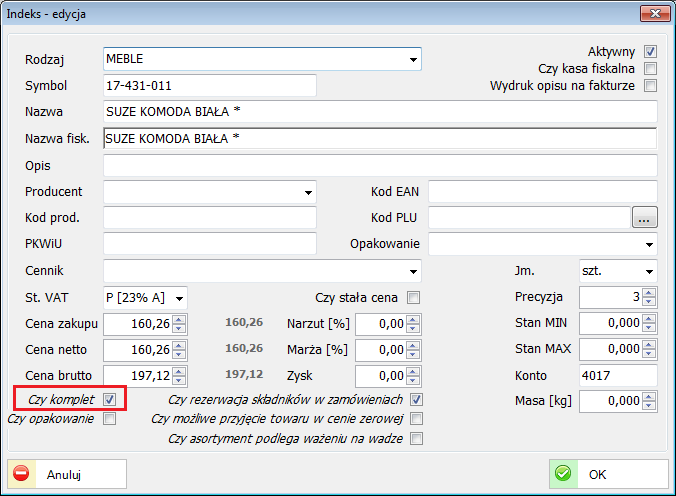 Indeks - edycja
Rodzaj MEBLE Aktywny
Czy kasa fiskalna
Symbol 17-431-011 Wydruk opisu na fakturze
Nazwa SUZE KOMODA BIAŁA *
Nazwa fisk. SUZE KOMODA BIAŁA *
Opis
Producent Kod EAN
Kod prod. Kod PLU ...
PKWiU Opakowanie
Cennik Jm. szt.
St. VAT P [23% A] Czy stała cena Precyzja 3
Cena zakupu 160,26 160,26 Narzut [%] 0,00 Stan MIN 0,000
Cena netto 160,26 160,26 Marża [%] 0,00 Stan MAX 0,000
Cena brutto 197,12 197,12 Zysk 0,00 Konto 4017
Czy komplet Czy rezerwacja składników w zamówieniach Masa [kg] 0,000
Czy opakowanie Czy możliwe przyjęcie towaru w cenie zerowej
Czy asortyment podlega ważeniu na wadze
Anuluj OK